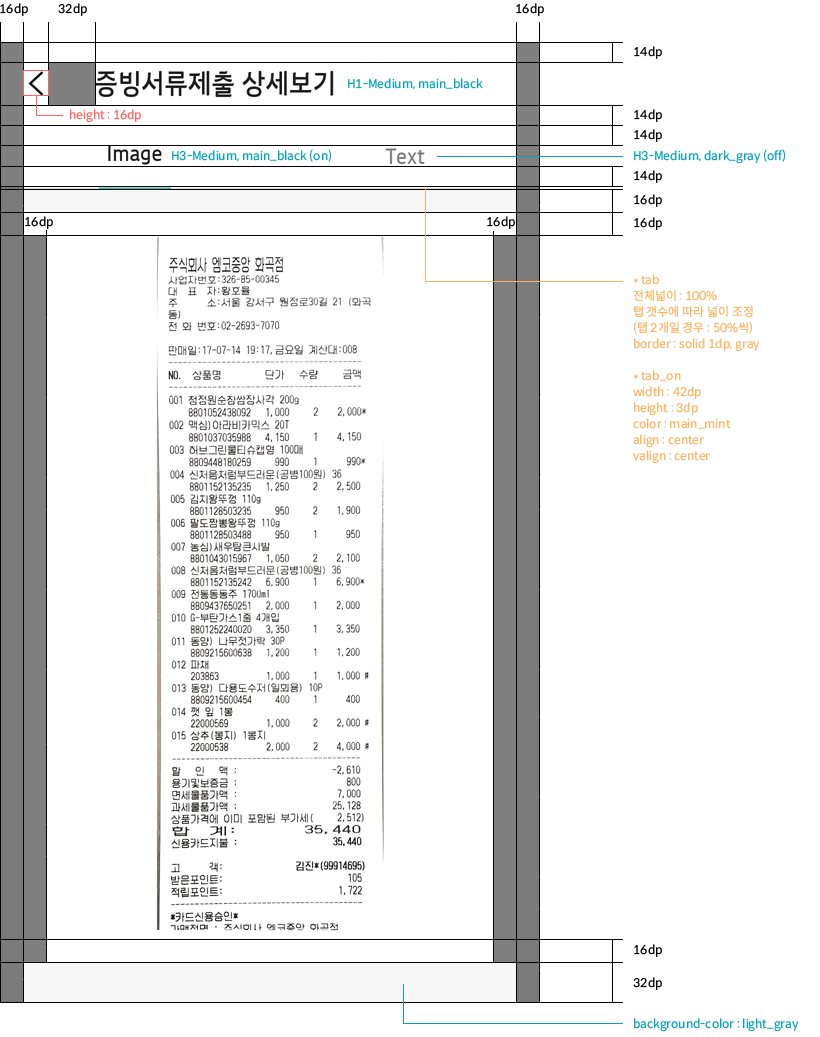 16dp 32dp 16dp
14dp
증빙서류제출 상세보기 H1-Medium, main_black
height : 16dp 14dp
14dp
Image H3-Medium, main_black (on) Text H3-Medium, dark_gray (off)
14dp
16dp
16dp 16dp 16dp
주식회사 엠코중앙 화곡점
사업자번호:326-85-00345
대 표 자:왕호율
주 소:서울 강서구 원정로30길 21 (화곡
동)
전 화 번호:02-2693-7070
판매일:17-07-14 19:17,금요일 계산대:008
NO. 상품명 단가 수량 금액
001 청정원순창쌈장사각 200g
8801052438092 1,000 2 2,000*
002 맥심)아라비카믹스 20T
8801037035988 4,150 1 4,150
003 허브그린물티슈캡형 100매
8809448180259 990 1 990*
004 신처음처럼부드러운(공병100원) 36
8801152135235 1,250 2 2,500
005 김치왕뚜껑 110g
8801128503235 950 2 1,900
006 팔도짬뽕왕뚜껑 110g
8801128503488 950 1 950
007 농심)새우탕큰사발
8801043015967 1,050 2 2,100
008 신처음처럼부드러운(공병100원) 36
8801152135242 6,900 1 6,900*
009 전통동동주 1700ml
8809437650251 2,000 1 2,000
010 G-부탄가스1줄 4개입
8801252240020 3,350 1 3,350
011 동양) 나무젓가락 30P
8809215600638 1,200 1 1,200
012 파채
203863 1,000 1 1,000 #
013 동양) 다용도수저(일회용) 10P
8809215600454 400 1 400
014 깻 잎 1봉
22000569 1,000 2 2,000 #
015 상추(봉지) 1봉지
22000538 2,000 2 4,000 #
할 인 액 : -2,610
용기및보증금 : 800
면세물품가액 : 7,000
과세물품가액 : 25,128
상품가격에 이미 포함된 부가세( 2,512)
합 계: 35,440
신용카드지불 : 35,440
고 객: 김진*(99914695)
받은포인트: 105
적립포인트: 1,722
*카드신용승인*
가맹점명 : 주식회사 엠코중앙 화곡점
* tab
전체넓이 : 100%
탭 갯수에 따라 넓이 조정
(탭 2개일 경우 : 50%씩)
border : solid 1dp, gray
* tab_on
width : 42dp
height : 3dp
color : main_mint
align : center
valign : center
16dp
32dp
background-color : light_gray